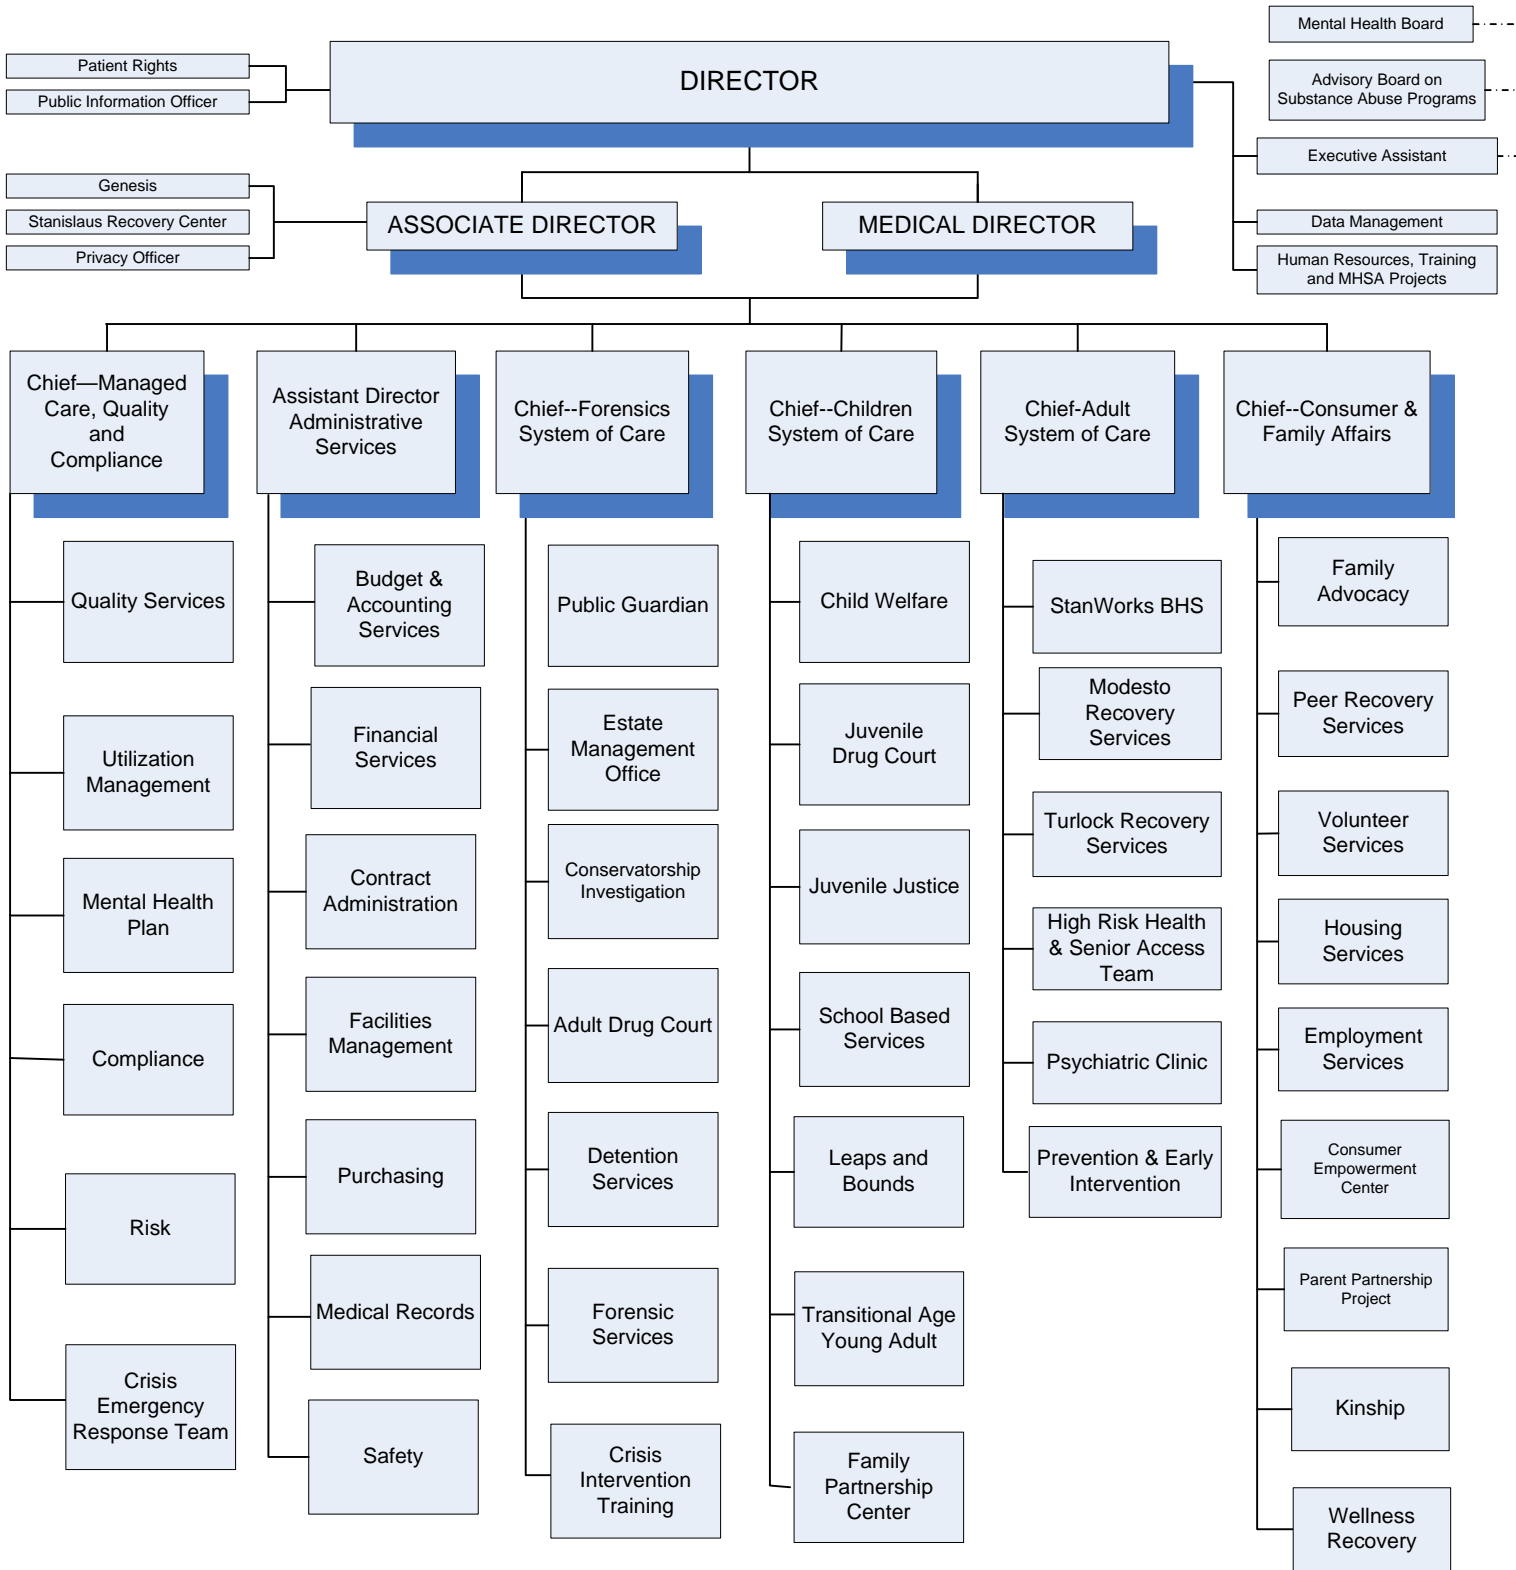 Mental Health Board
DIRECTOR
Patient Rights
Public Information Officer
Advisory Board on
Substance Abuse Programs
Executive Assistant
Genesis
Stanislaus Recovery Center
Privacy Officer
ASSOCIATE DIRECTOR
MEDICAL DIRECTOR
Data Management
Human Resources, Training
and MHSA Projects
Chief—Managed
Care, Quality
and
Compliance
Assistant Director
Administrative
Services
Chief--Forensics
System of Care
Chief--Children
System of Care
Chief-Adult
System of Care
Chief--Consumer &
Family Affairs
Quality Services
Utilization
Management
Mental Health
Plan
Compliance
Risk
Crisis
Emergency
Response Team
Budget &
Accounting
Services
Financial
Services
Contract
Administration
Facilities
Management
Purchasing
Medical Records
Safety
Public Guardian
Estate
Management
Office
Conservatorship
Investigation
Adult Drug Court
Detention
Services
Forensic
Services
Crisis
Intervention
Training
Child Welfare
Juvenile
Drug Court
Juvenile Justice
School Based
Services
Leaps and
Bounds
Transitional Age
Young Adult
Family
Partnership
Center
StanWorks BHS
Modesto
Recovery
Services
Turlock Recovery
Services
High Risk Health
& Senior Access
Team
Psychiatric Clinic
Prevention & Early
Intervention
Family
Advocacy
Peer Recovery
Services
Volunteer
Services
Housing
Services
Employment
Services
Consumer
Empowerment
Center
Parent Partnership
Project
Kinship
Wellness
Recovery